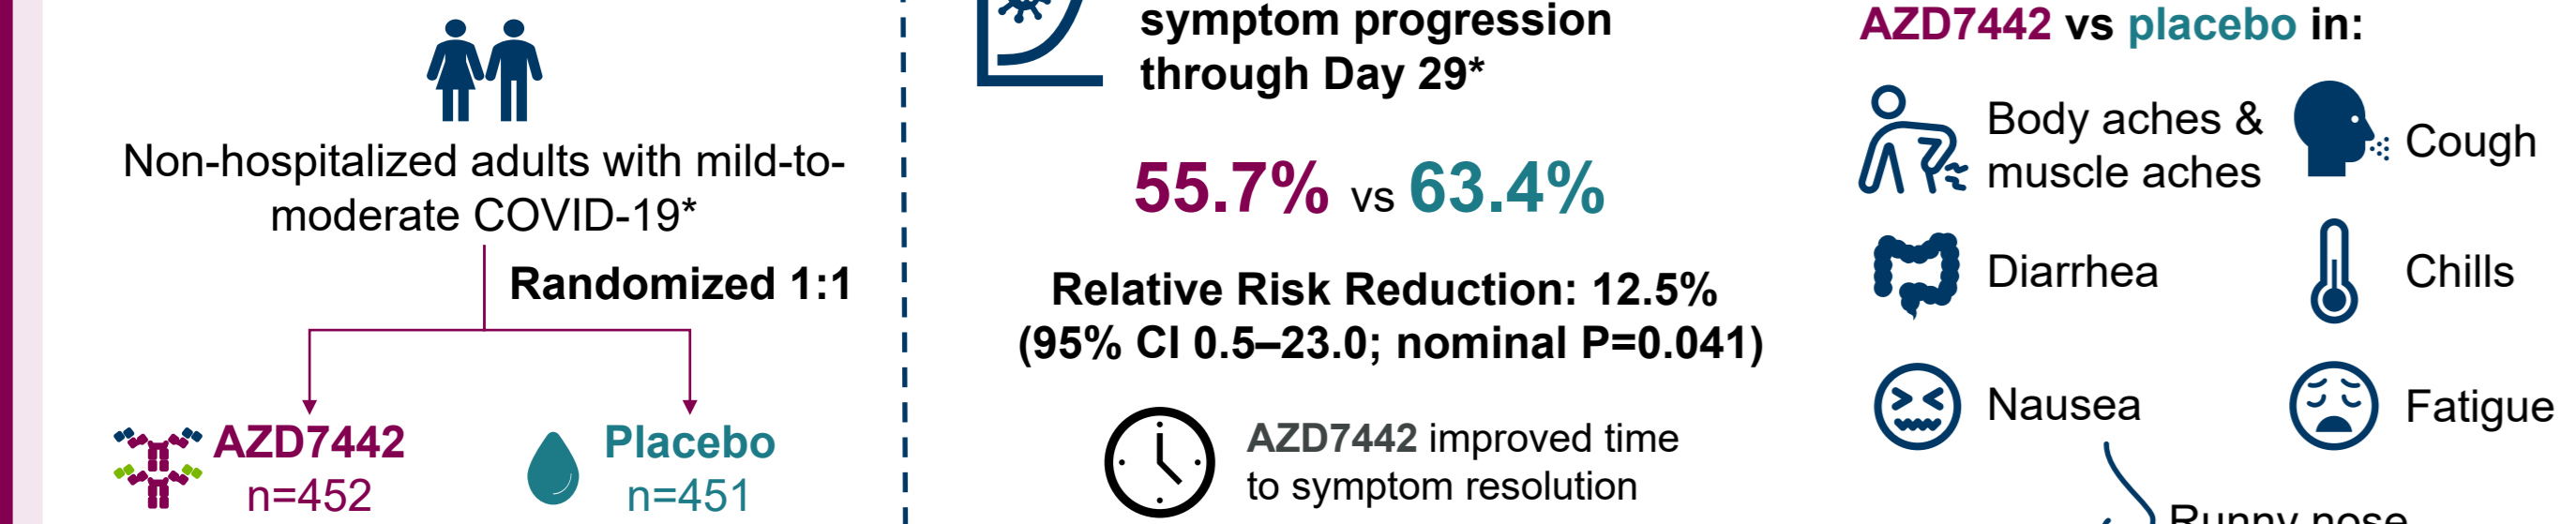 Non-hospitalized adults with mild-to-
moderate COVID-19*
Randomized 1:1
AZD7442
n=452
Placebo
n=451
symptom progression
through Day 29*
55.7% vs 63.4%
Relative Risk Reduction: 12.5%
(95% CI 0.5–23.0; nominal P=0.041)
AZD7442 improved time
to symptom resolution
AZD7442 vs placebo in:
Body aches &
muscle aches
Cough
Diarrhea
Chills
Nausea
Fatigue
Runny nose